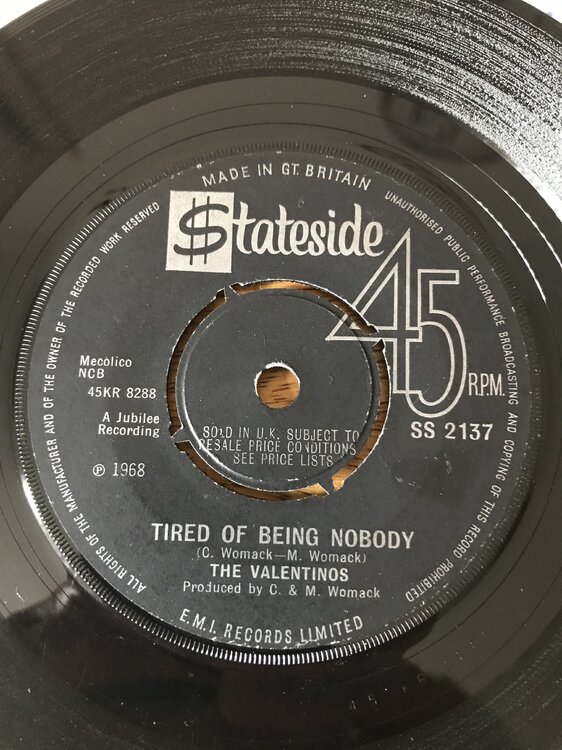 MADE IN GT. BRITAIN
UNAUTHORISED PUBLIC PERFORMANCE BROADCASTING AND COPYING OF THIS RECORD PROHIBITED
ALL RIGHTS OF THE MANUFACTURER AND OF THE OWNER OF THE RECORDED WORK RESERVED
$tateside
45
R.P.M.
Mecolico
NCB
45KR 8288
SS 2137
A Jubilee
Recording
SOLD IN U.K. SUBJECT TO
RESALE PRICE CONDITIONS
SEE PRICE LISTS
℗ 1968
TIRED OF BEING NOBODY
(C. Womack—M. Womack)
THE VALENTINOS
Produced by C. & M. Womack
E.M.I. RECORDS LIMITED